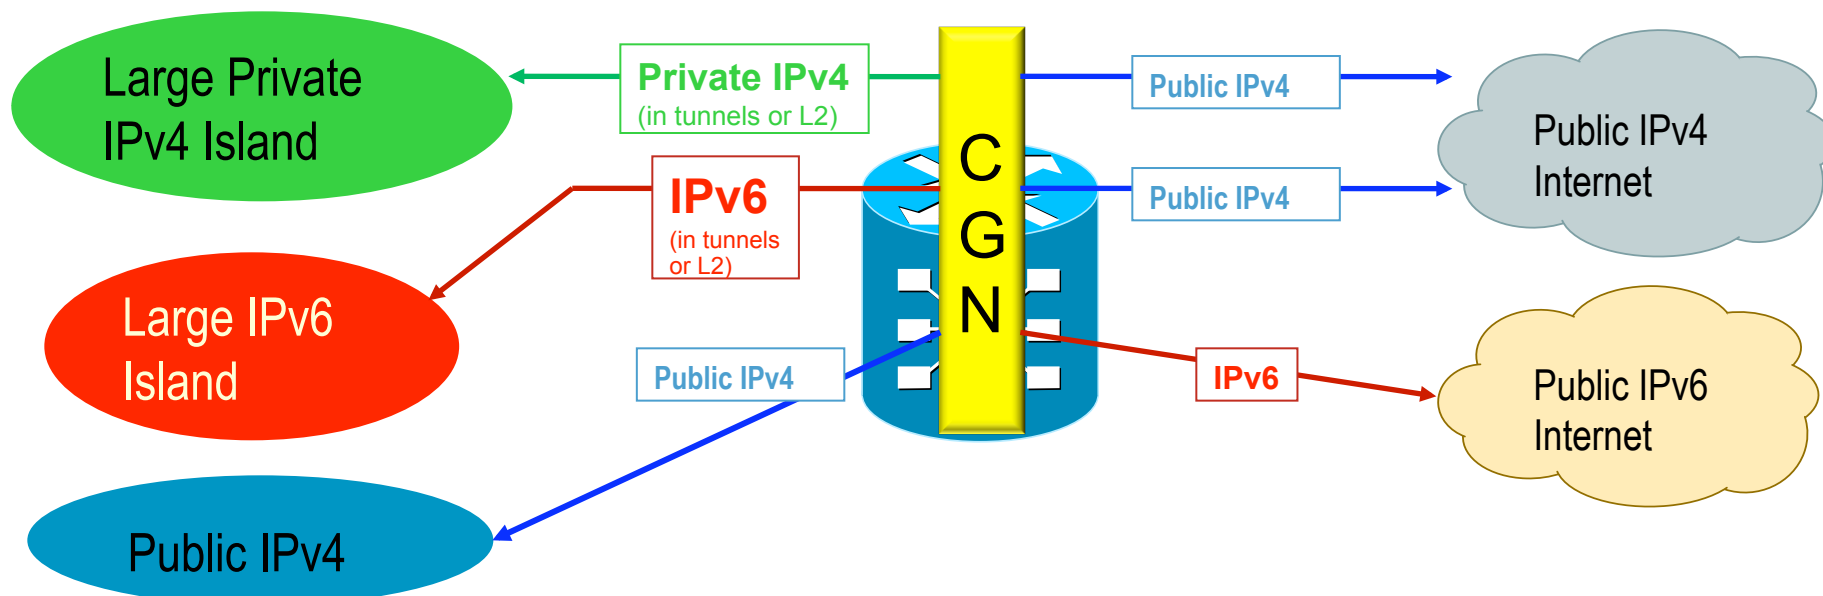 Large Private
IPv4 Island
Private IPv4
(in tunnels or L2)
Public IPv4
Public IPv4
Internet
IPv6
(in tunnels
or L2)
Public IPv4
C
G
N
Large IPv6
Island
Public IPv4
IPv6
Public IPv6
Internet
Public IPv4